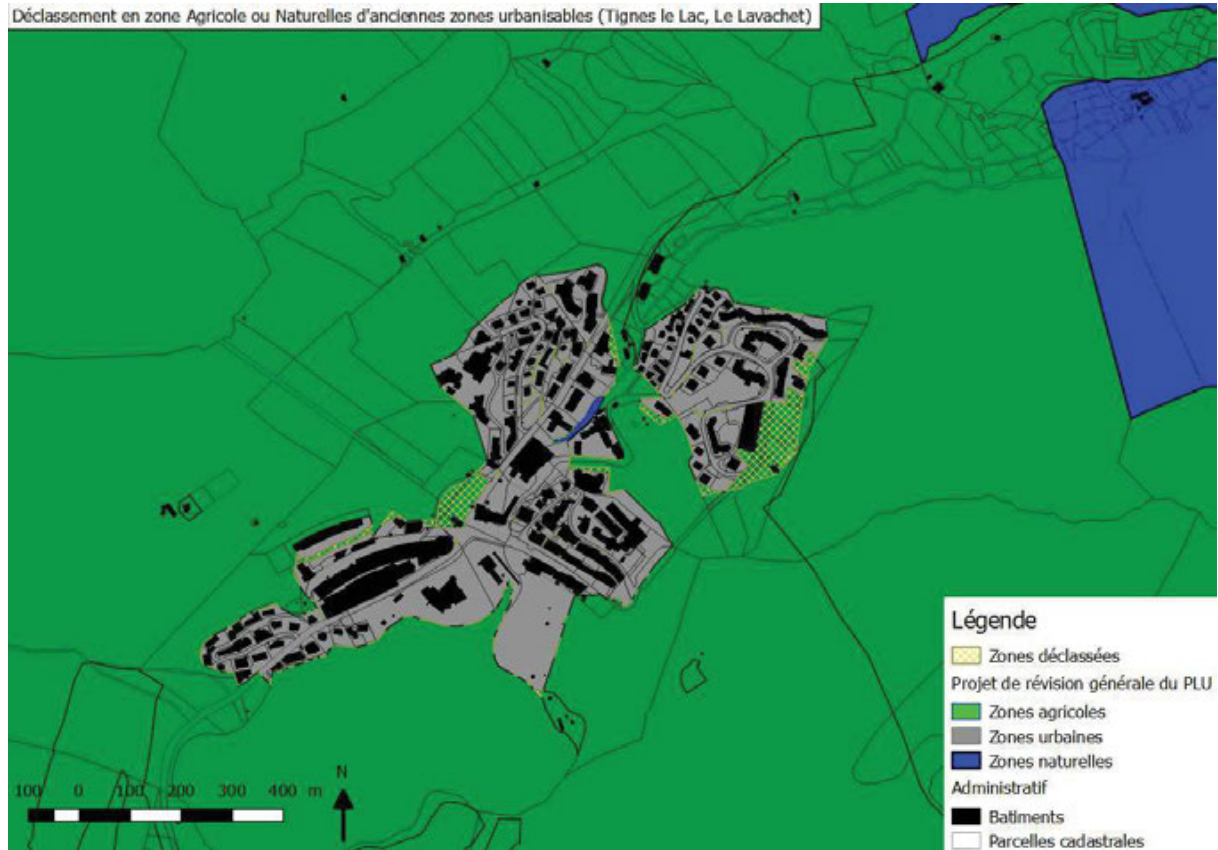 Déclassement en zone Agricole ou Naturelles d'anciennes zones urbanisables (Tignes le Lac, Le Lavachet)
Légende
Zones déclassées
Projet de révision générale du PLU
Zones agricoles
Zones urbaines
Zones naturelles
Administratif
Batiments
Parcelles cadastrales
100 0 100 200 300 400 m
N